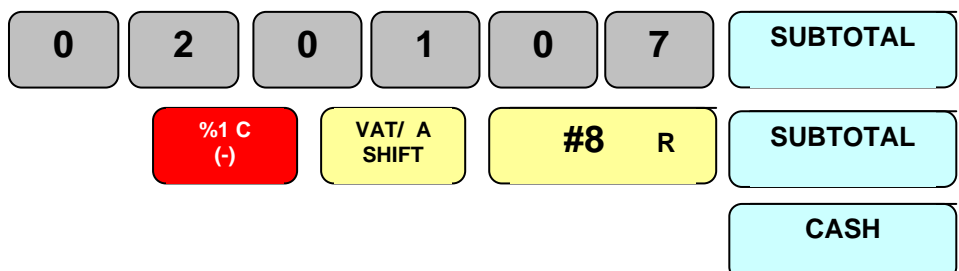 0 2 0 1 0 7 SUBTOTAL
%1 C
(-)
VAT/ A
SHIFT
#8 R
SUBTOTAL
CASH